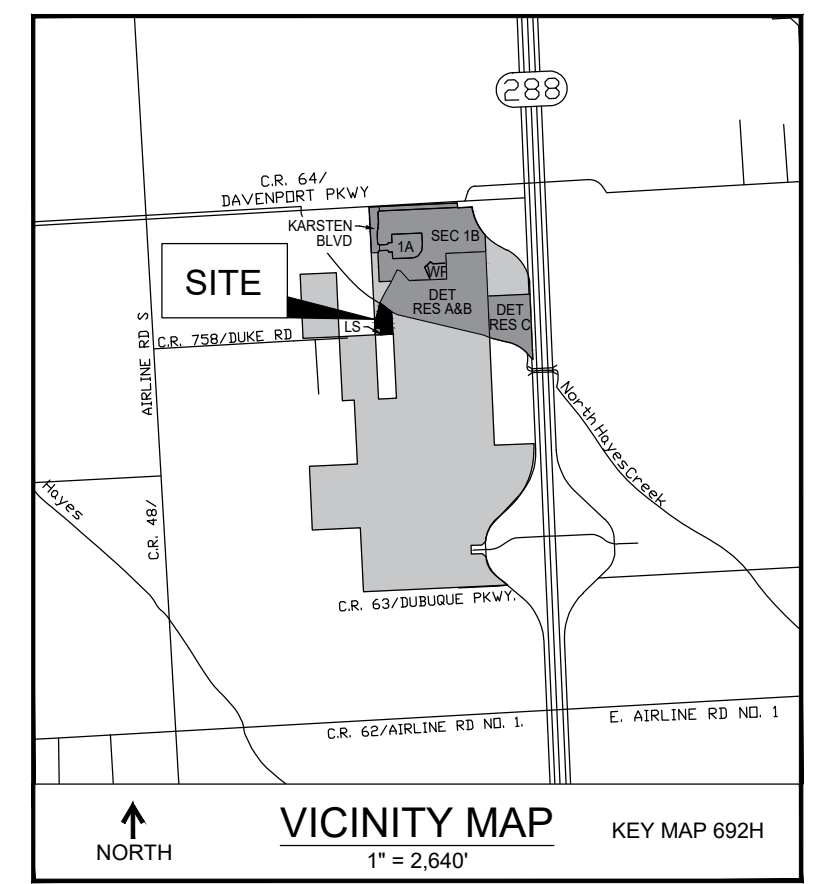 288
C.R. 64/
DAVENPORT PKWY
KARSTEN
BLVD
SEC 1B
1A
WP
SITE
DET
RES A&B
DET
RES C
LS
C.R. 758/DUKE RD
AIRLINE RD S
North Hayes Creek
Hayes
C.R. 48/
C.R. 63/DUBUQUE PKWY.
C.R. 62/AIRLINE RD NO. 1.
E. AIRLINE RD NO. 1
NORTH
VICINITY MAP
1" = 2,640'
KEY MAP 692H